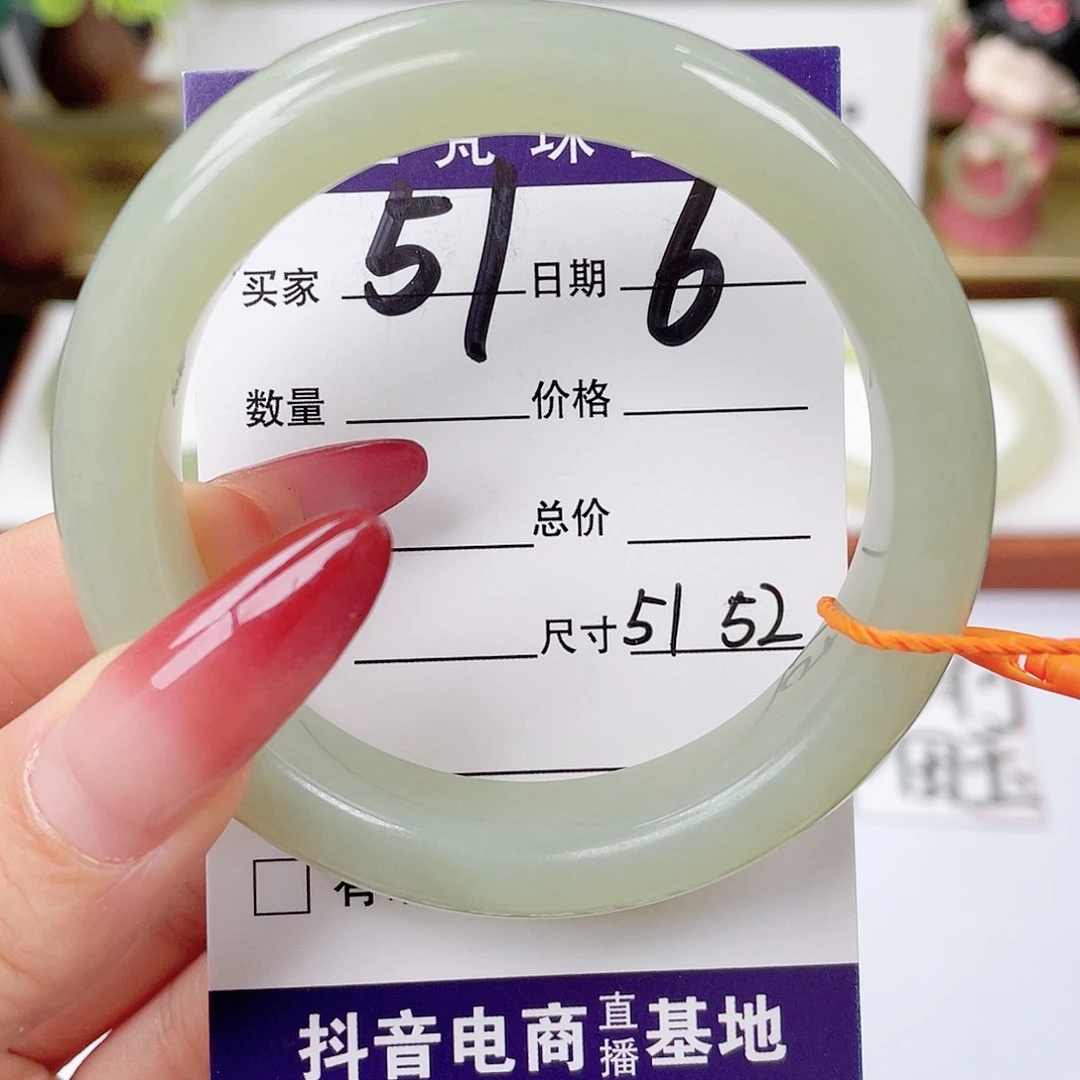 珠
买家 51 日期 6
数量 价格
总价
尺寸 51 52
抖音电商直播基地